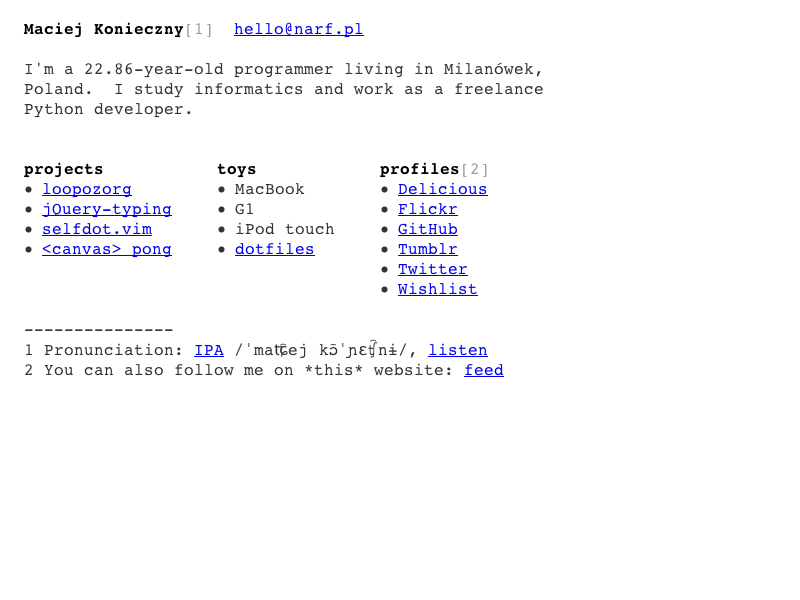 Maciej Konieczny[1] hello@narf.pl
I'm a 22.86-year-old programmer living in Milanówek,
Poland. I study informatics and work as a freelance
Python developer.
projects
• loopozorg
• jQuery-typing
• selfdot.vim
• <canvas> pong
toys
• MacBook
• G1
• iPod touch
• dotfiles
profiles[2]
• Delicious
• Flickr
• GitHub
• Tumblr
• Twitter
• Wishlist
---------------
1 Pronunciation: IPA /ˈmat͡ɕej kɔ̃ˈɲɛt͡ʃnɨ/, listen
2 You can also follow me on *this* website: feed